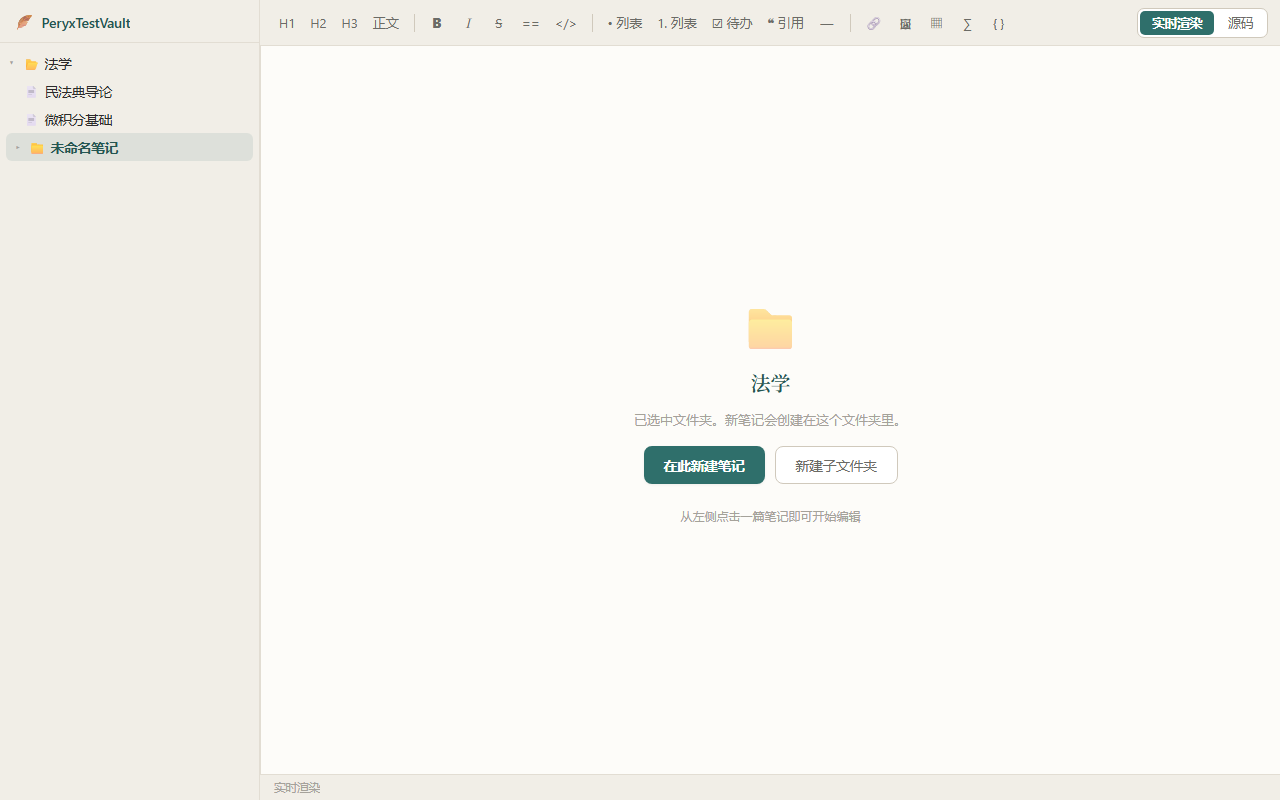 PeryxTestVault
H1 H2 H3 正文 B I S == </> • 列表 1. 列表 ☑ 待办 ❝ 引用 — ∑ { } 实时渲染 源码
法学
民法典导论
微积分基础
未命名笔记
法学
已选中文件夹。新笔记会创建在这个文件夹里。
在此新建笔记 新建子文件夹
从左侧点击一篇笔记即可开始编辑
实时渲染